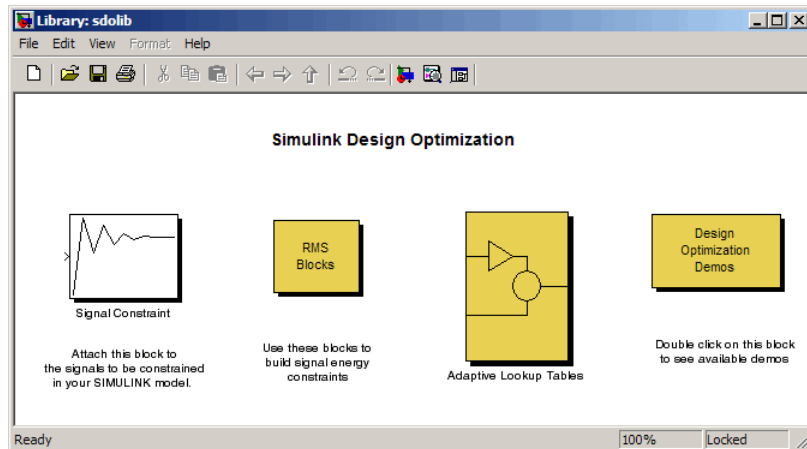 Library: sdolib
File Edit View Format Help
Simulink Design Optimization
RMS
Blocks
Design
Optimization
Demos
Signal Constraint
Attach this block to
the signals to be constrained
in your SIMULINK model.
Use these blocks to
build signal energy
constraints
Adaptive Lookup Tables
Double click on this block
to see available demos
Ready 100% Locked